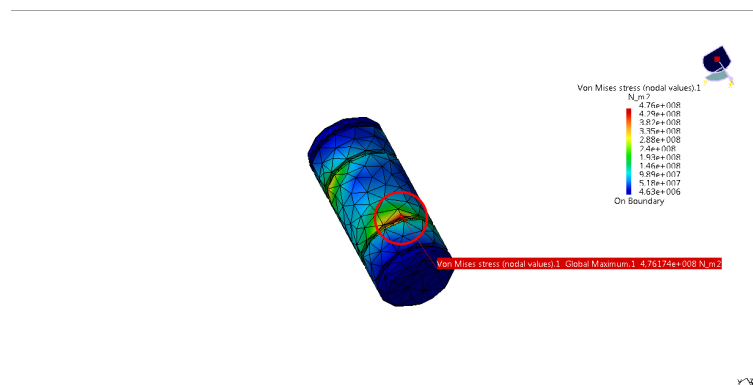 Von Mises stress (nodal values).1
N_m2
4.76e+008
4.29e+008
3.82e+008
3.35e+008
2.88e+008
2.4e+008
1.93e+008
1.46e+008
9.89e+007
5.18e+007
4.63e+006
On Boundary
Von Mises stress (nodal values).1 Global Maximum.1 4.76174e+008 N_m2